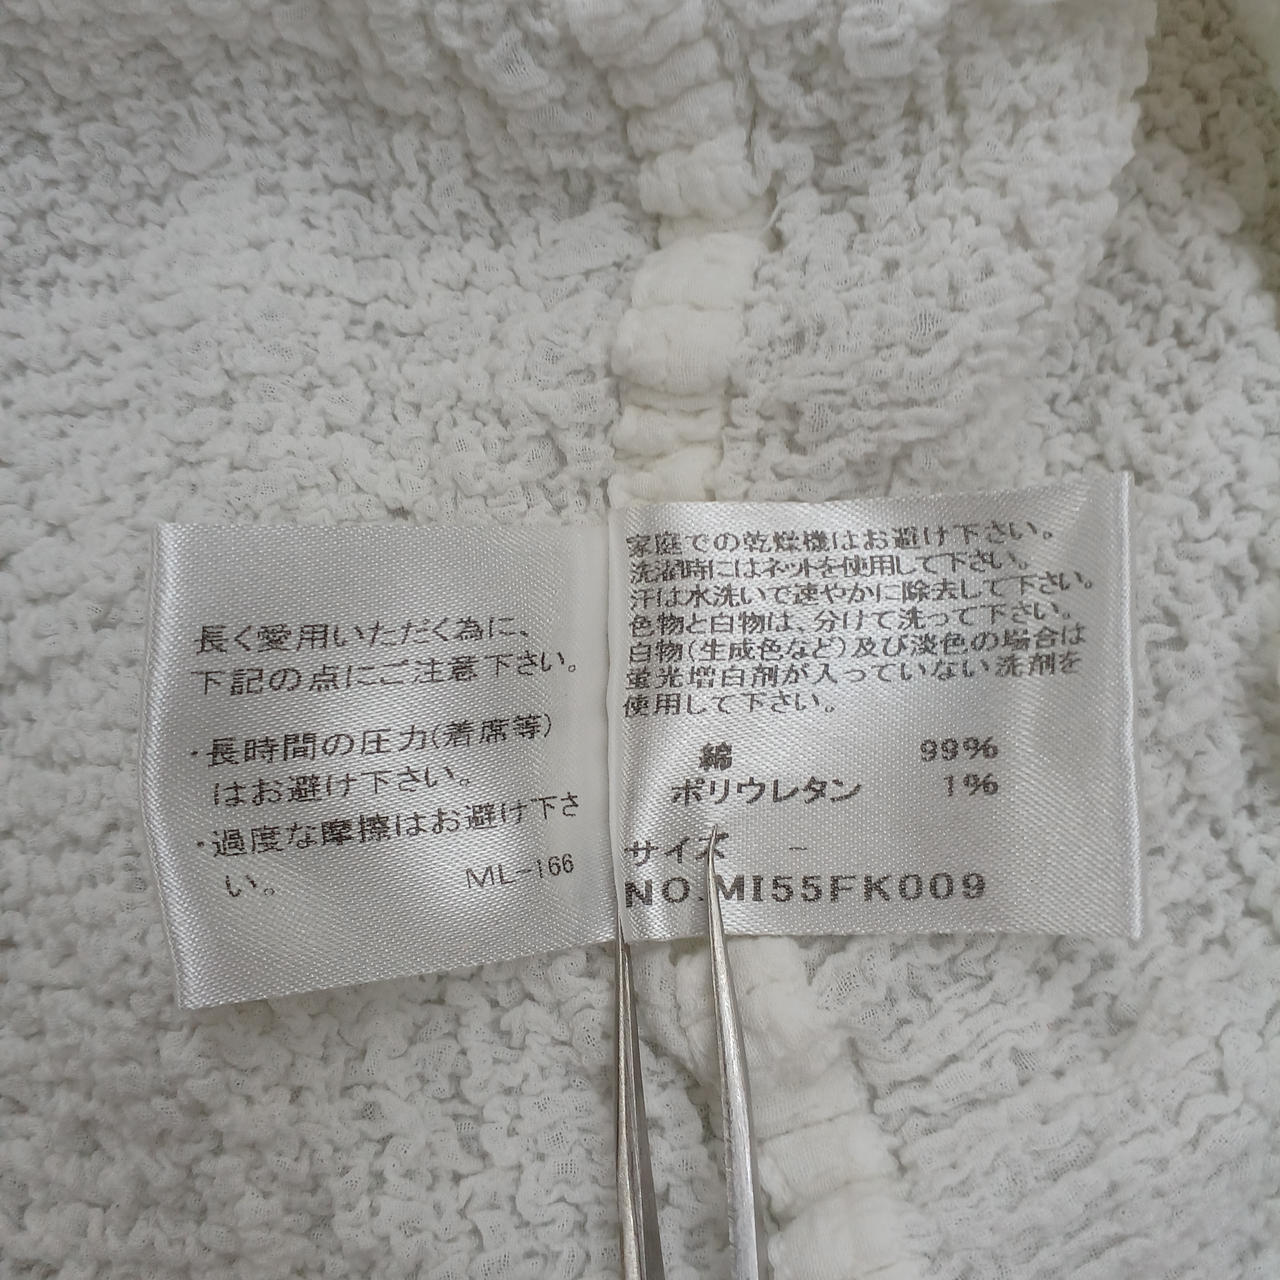 長く愛用いただく為に、
下記の点にご注意下さい。
・長時間の圧力(着席等)
はお避け下さい。
・過度な摩擦はお避け下さ
い。
ML-166
家庭での乾燥機はお避け下さい。
洗濯時にはネットを使用して下さい。
汗は水洗いで速やかに除去して下さい。
色物と白物は、分けて洗って下さい。
白物(生成色など)及び淡色の場合は
蛍光増白剤が入っていない洗剤を
使用して下さい。
綿 99%
ポリウレタン 1%
サイズ -
NO.MI55FK009